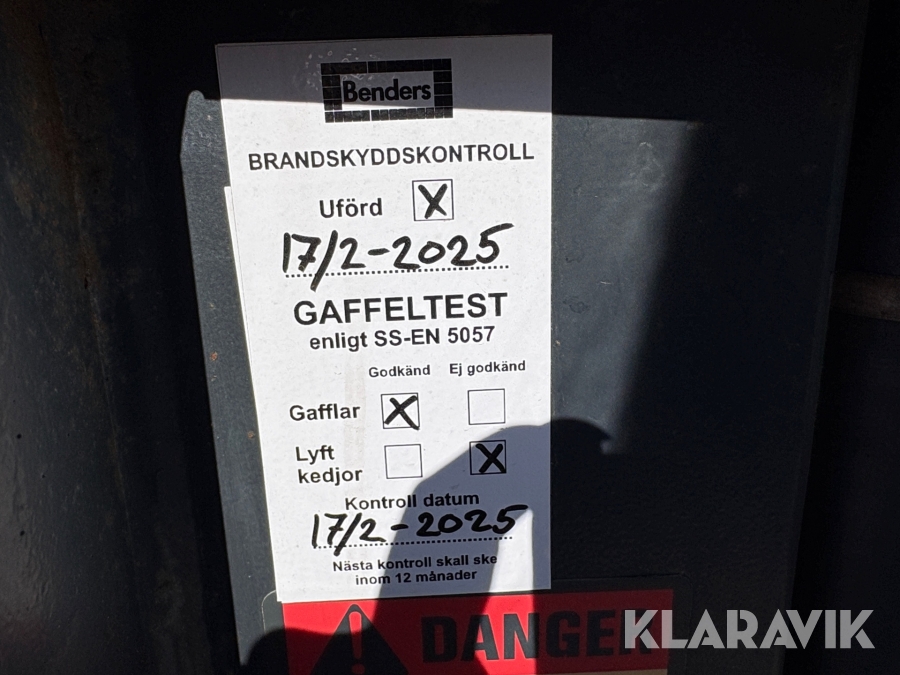 Benders
BRANDSKYDDSKONTROLL
Uförd X
17/2-2025
GAFFELTEST
enligt SS-EN 5057
Godkänd Ej godkänd
Gafflar X
Lyft
kedjor X
Kontroll datum
17/2-2025
Nästa kontroll skall ske
inom 12 månader
DANGER
KLARAVIK